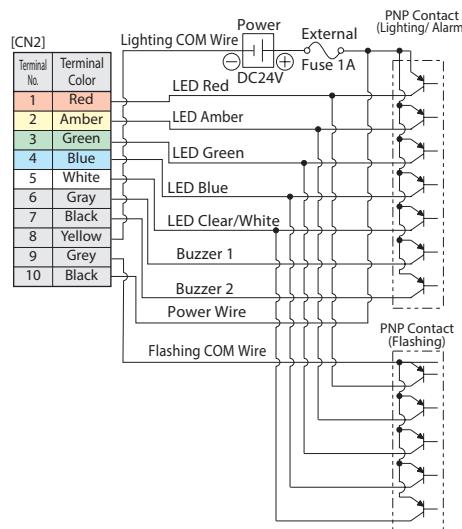 [CN2]
Terminal No. Terminal Color
1 Red
2 Amber
3 Green
4 Blue
5 White
6 Gray
7 Black
8 Yellow
9 Grey
10 Black
Lighting COM Wire
Power
DC24V
External
Fuse 1A
PNP Contact
(Lighting/ Alarm
LED Red
LED Amber
LED Green
LED Blue
LED Clear/White
Buzzer 1
Buzzer 2
Power Wire
Flashing COM Wire
PNP Contact
(Flashing)